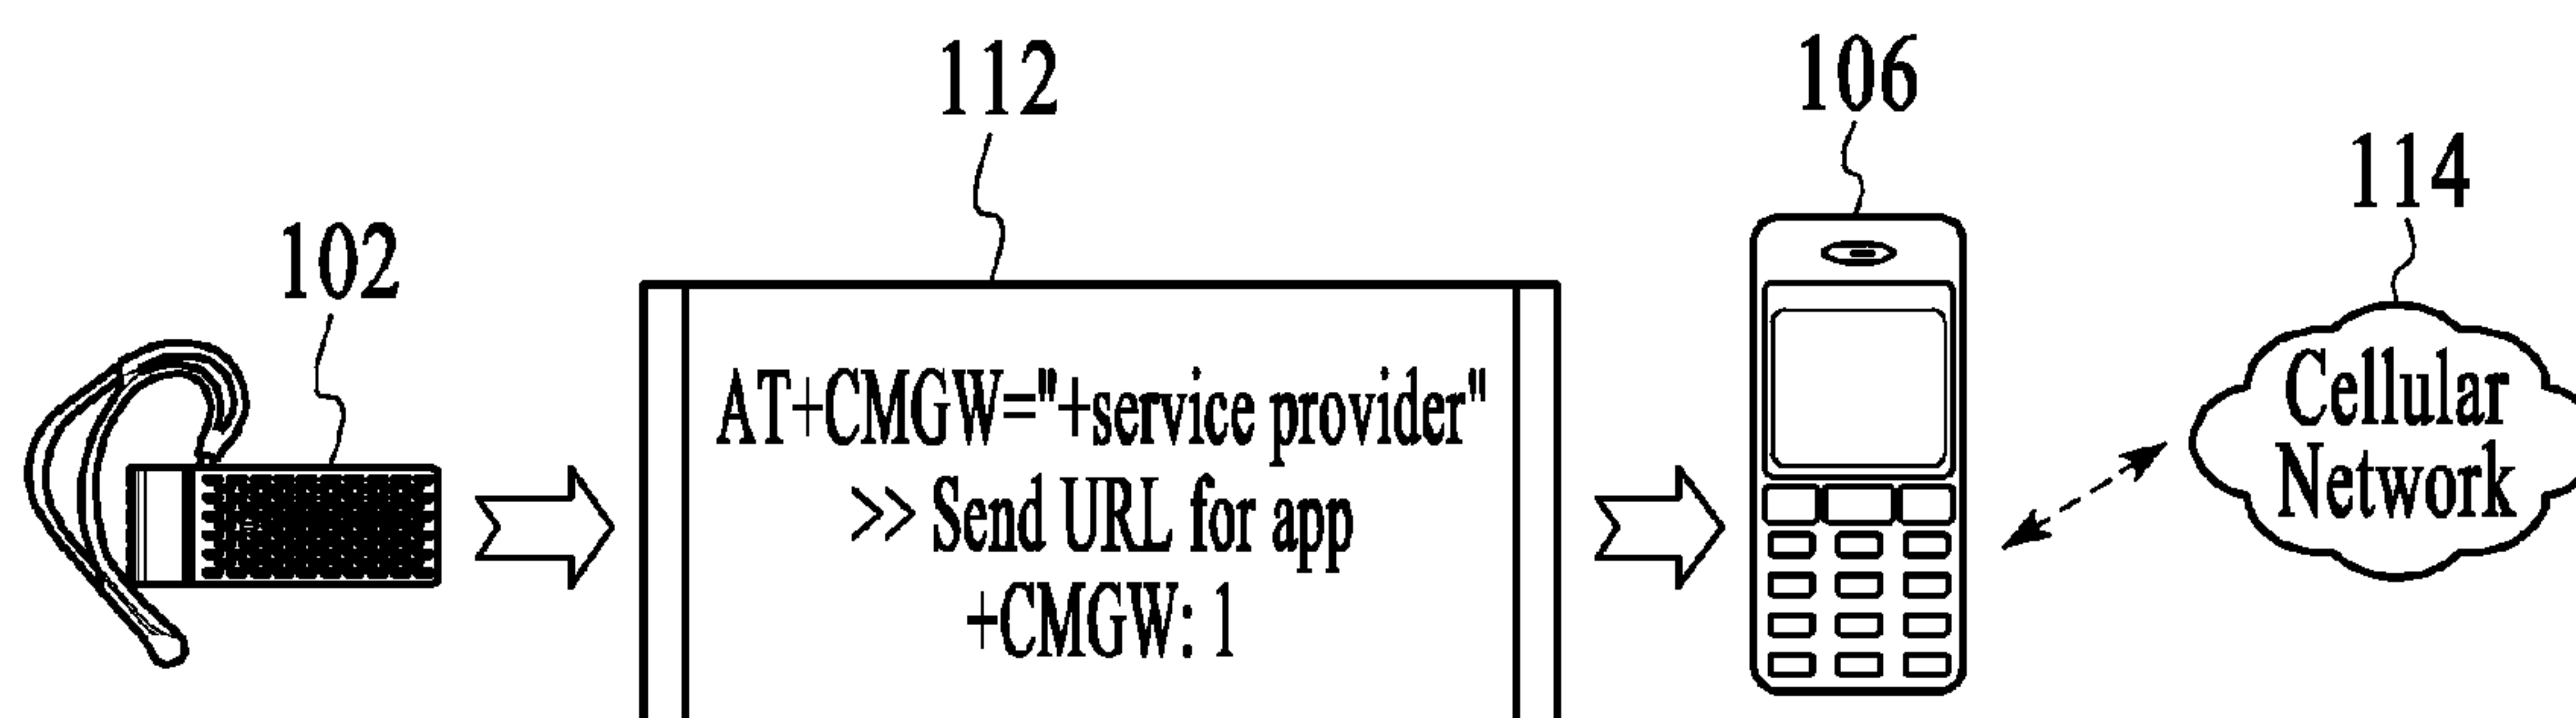 112
106
114
102
AT+CMGW="+service provider"
>> Send URL for app
+CMGW: 1
Cellular
Network